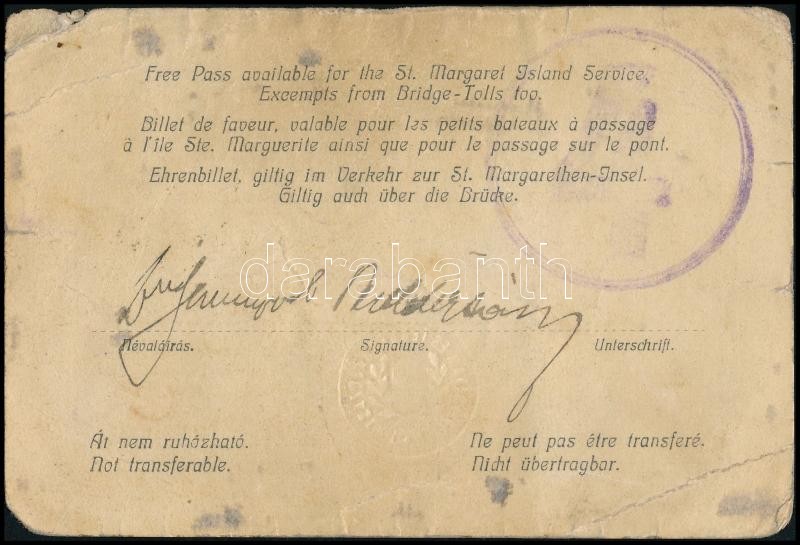 Free Pass available for the St. Margaret Island Service.
Excempts from Bridge-Tolls too.
Billet de faveur, valable pour les petits bateaux à passage
à l'île Ste. Marguerite ainsi que pour le passage sur le pont.
Ehrenbillet, giltig im Verkehr zur St. Margarethen-Insel.
Giltig auch über die Brücke.
darabanth
Névaláírás. Signature. Unterschrift.
Át nem ruházható.
Not transferable.
Ne peut pas être transferé.
Nicht übertragbar.